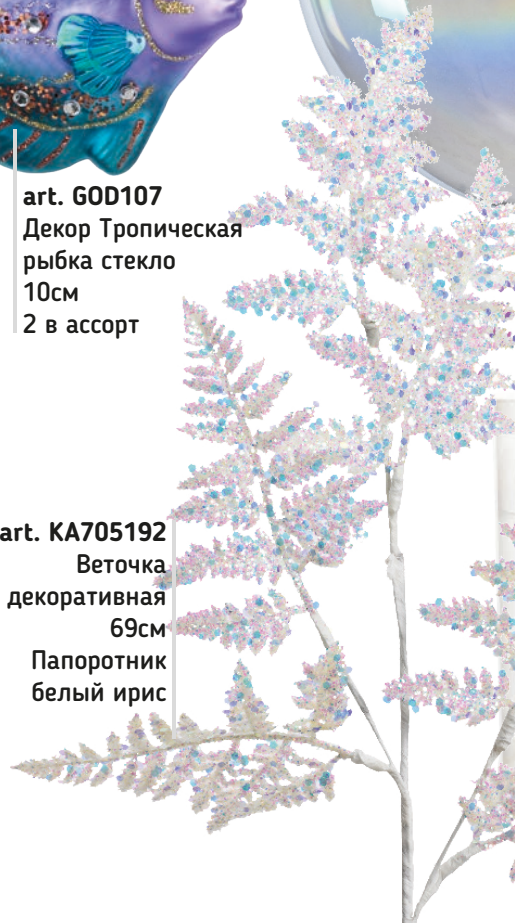 art. GOD107
Декор Тропическая
рыбка стекло
10см
2 в ассорт
art. KA705192
Веточка
декоративная
69см
Папоротник
белый ирис